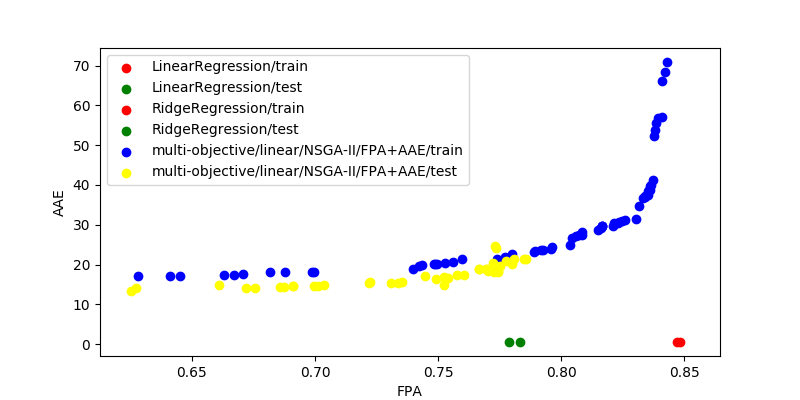 LinearRegression/train
LinearRegression/test
RidgeRegression/train
RidgeRegression/test
multi-objective/linear/NSGA-II/FPA+AAE/train
multi-objective/linear/NSGA-II/FPA+AAE/test
AAE
70
60
50
40
30
20
10
0
0.65 0.70 0.75 0.80 0.85
FPA